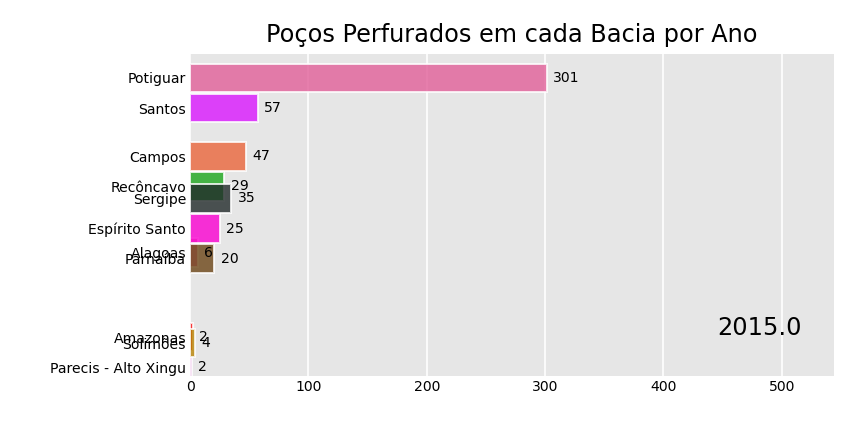 Poços Perfurados em cada Bacia por Ano
Potiguar 301
Santos 57
Campos 47
Recôncavo 29
Sergipe 35
Espírito Santo 25
Alagoas 6
Parnaíba 20
2015.0
Amazonas 2
Solimões 4
Parecis - Alto Xingu 2
0 100 200 300 400 500